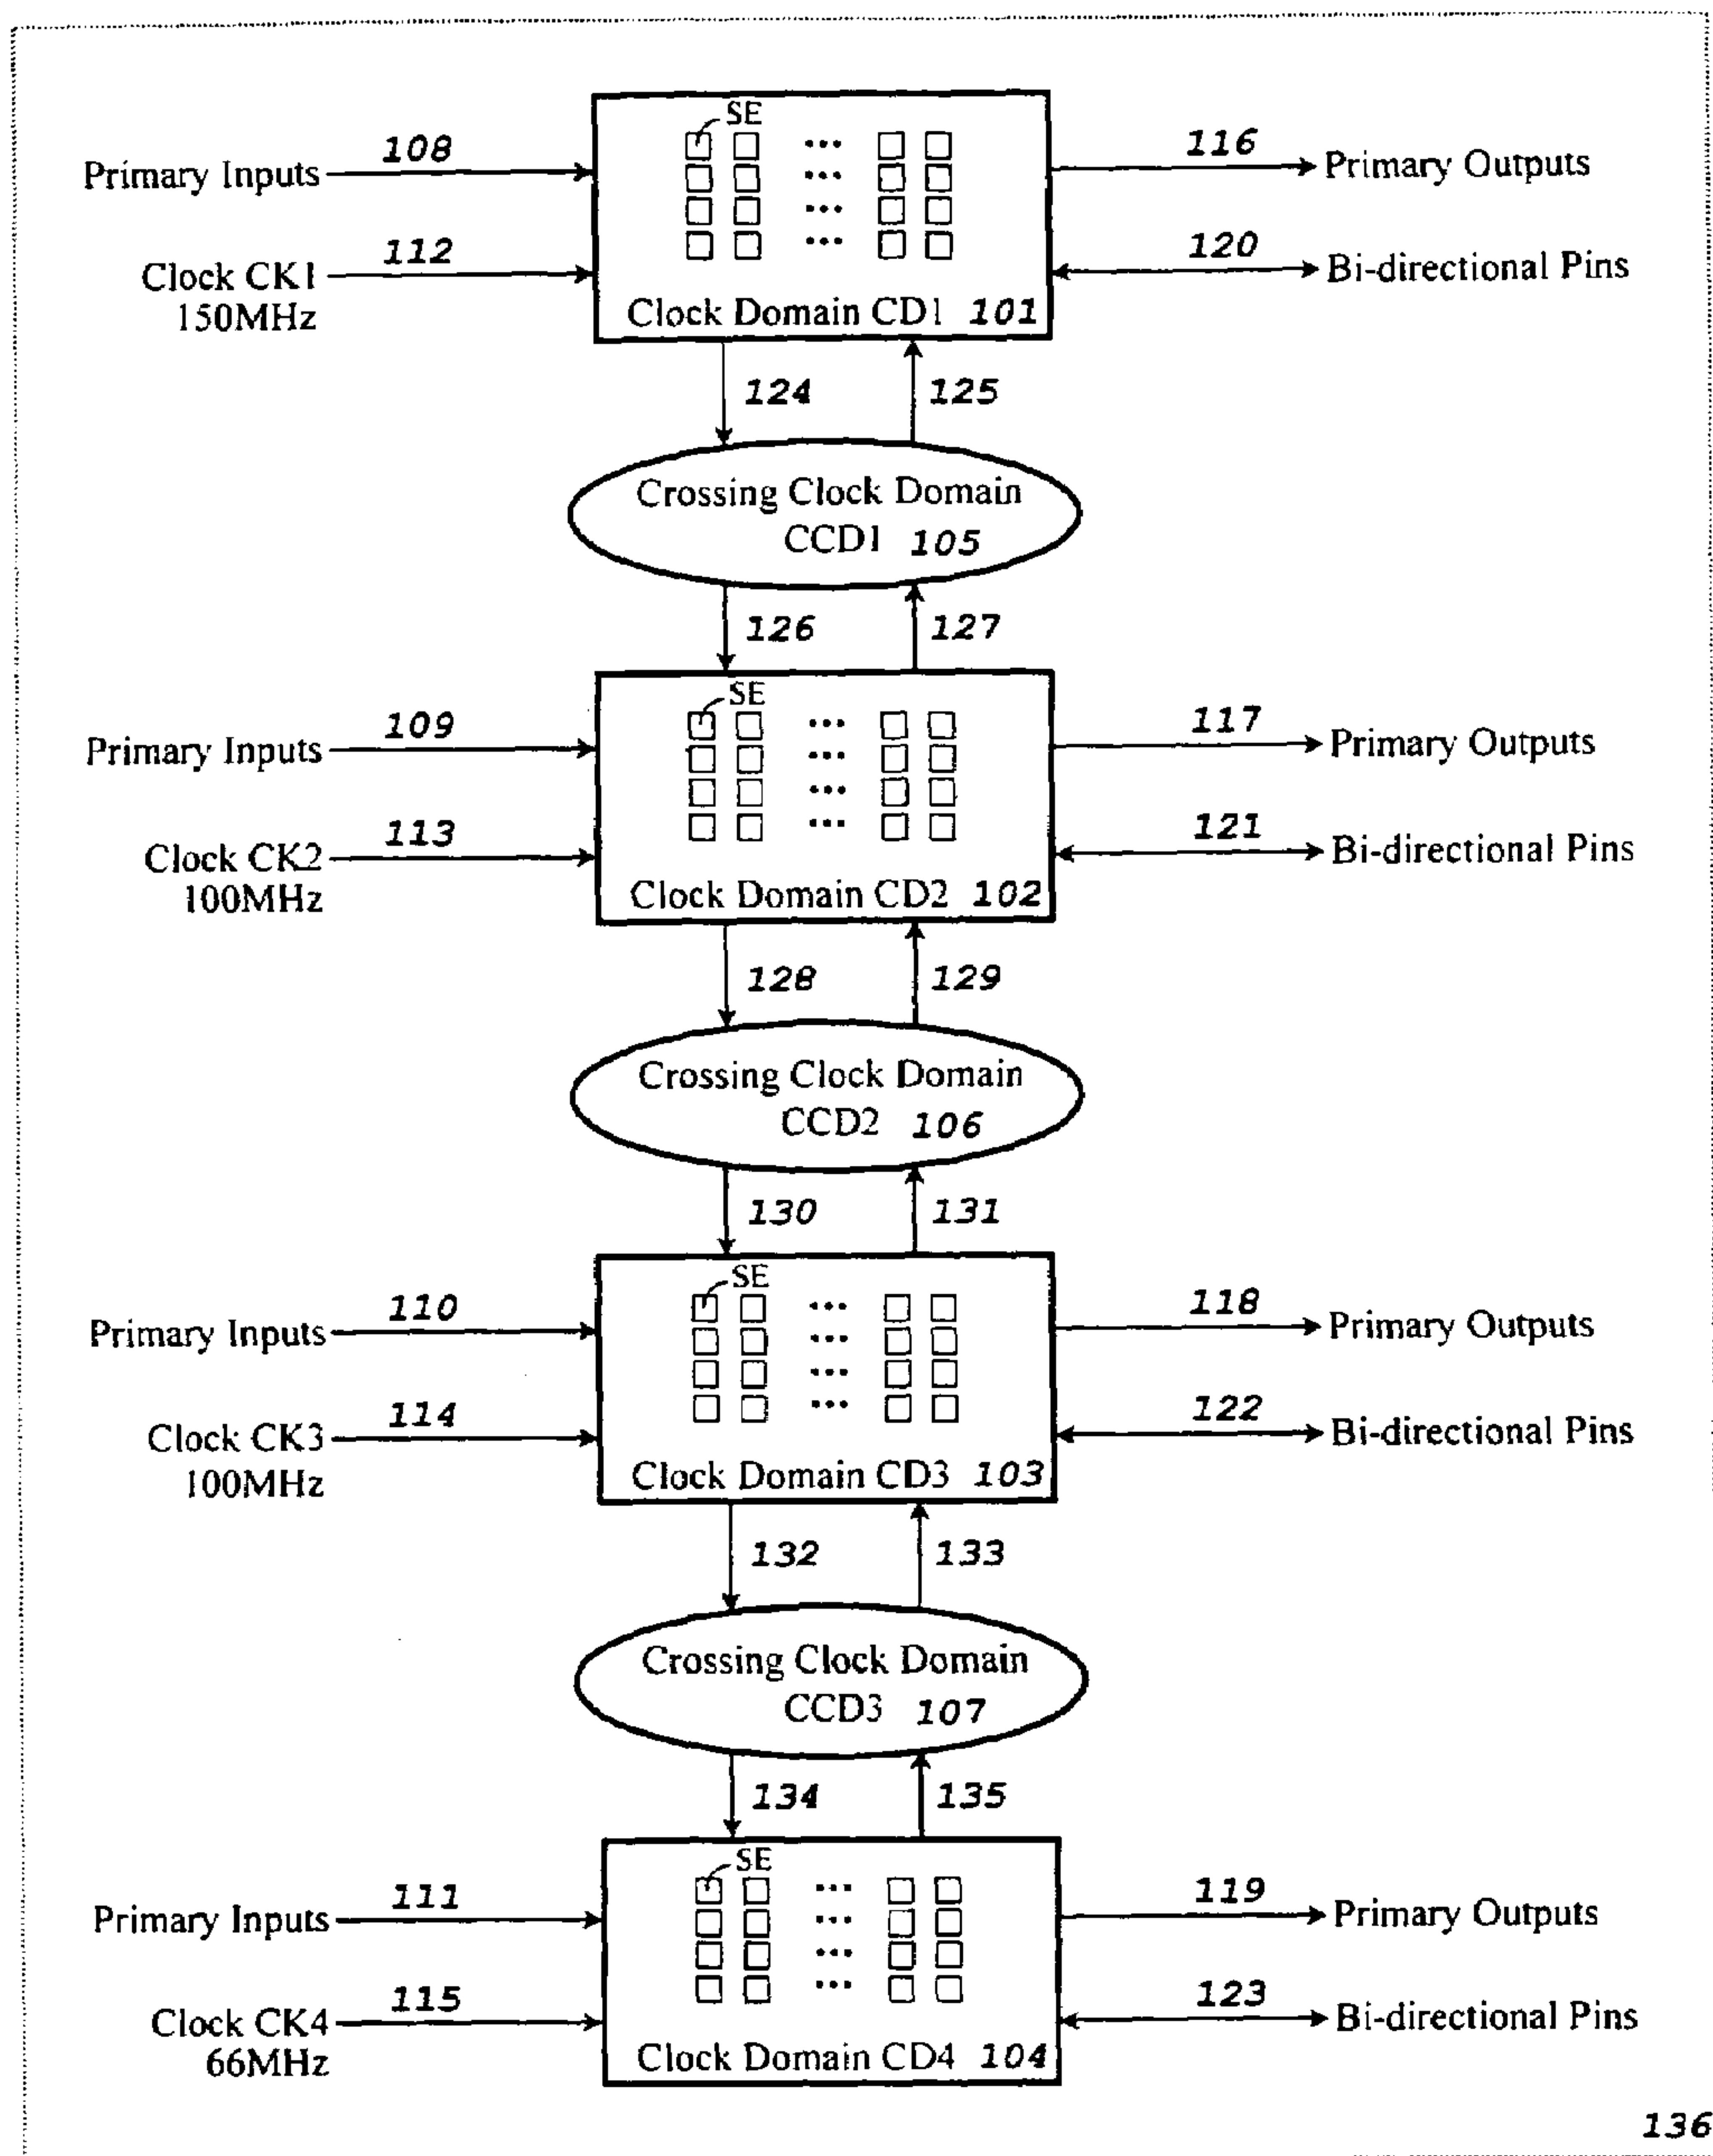 SE
108
116
Primary Inputs
Primary Outputs
112
120
Clock CK1
150MHz
Bi-directional Pins
Clock Domain CD1 101
124
125
Crossing Clock Domain
CCD1 105
126
127
SE
109
117
Primary Inputs
Primary Outputs
113
121
Clock CK2
100MHz
Bi-directional Pins
Clock Domain CD2 102
128
129
Crossing Clock Domain
CCD2 106
130
131
SE
110
118
Primary Inputs
Primary Outputs
114
122
Clock CK3
100MHz
Bi-directional Pins
Clock Domain CD3 103
132
133
Crossing Clock Domain
CCD3 107
134
135
SE
111
119
Primary Inputs
Primary Outputs
115
123
Clock CK4
66MHz
Bi-directional Pins
Clock Domain CD4 104
136